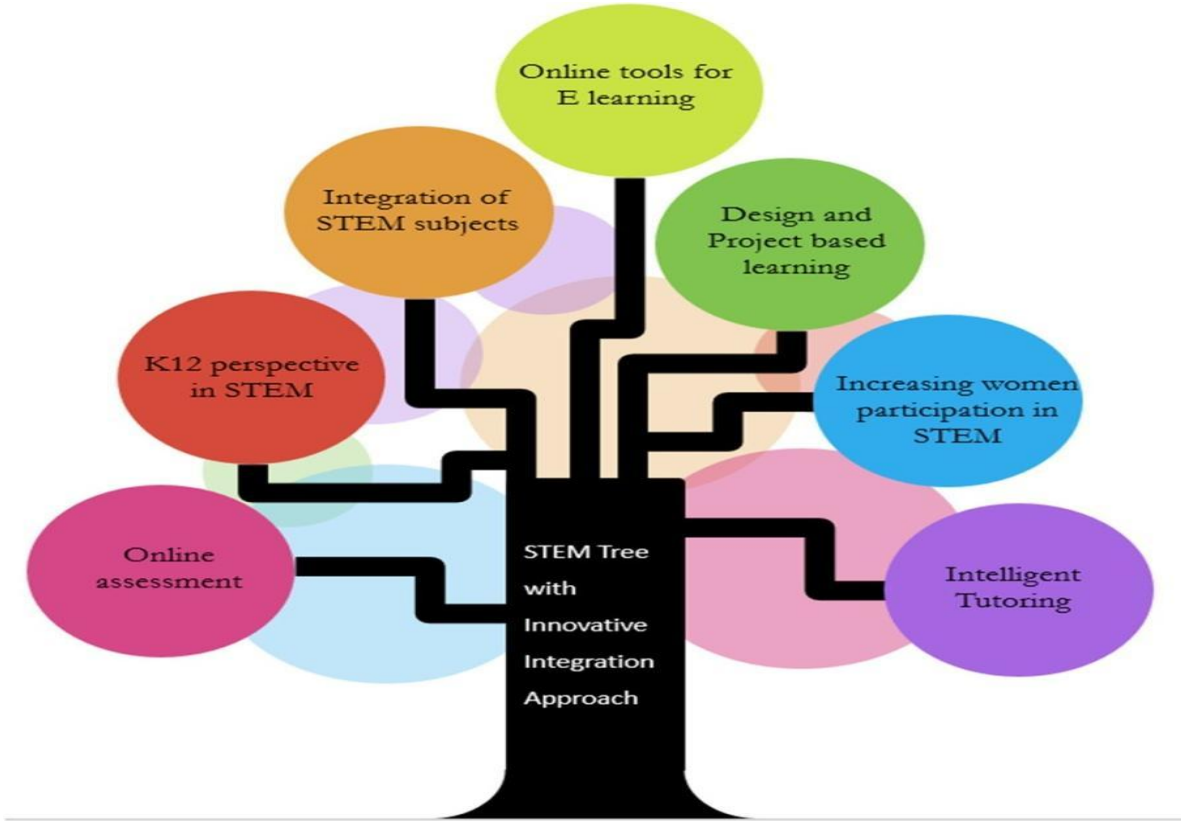 Online tools for
E learning
Integration of
STEM subjects
Design and
Project based
learning
K12 perspective
in STEM
Increasing women
participation in
STEM
Online
assessment
Intelligent
Tutoring
STEM Tree
with
Innovative
Integration
Approach